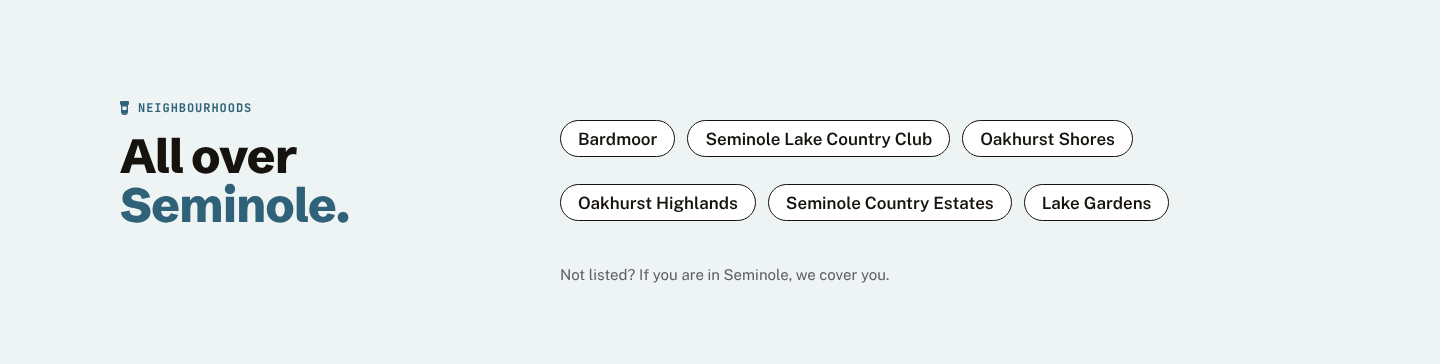 NEIGHBOURHOODS
All over
Seminole.
Bardmoor
Seminole Lake Country Club
Oakhurst Shores
Oakhurst Highlands
Seminole Country Estates
Lake Gardens
Not listed? If you are in Seminole, we cover you.